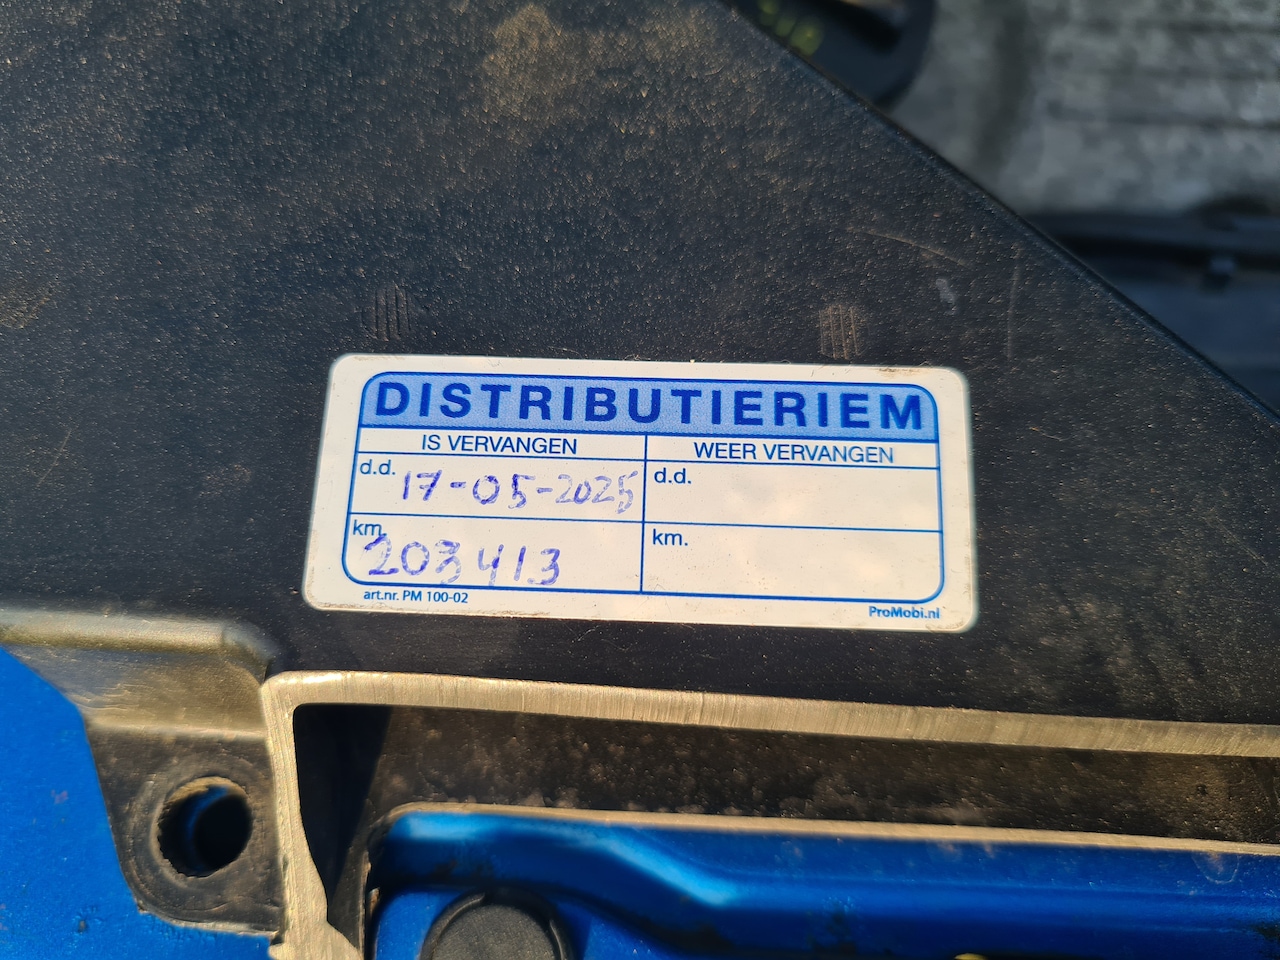 DISTRIBUTIERIEM
IS VERVANGEN WEER VERVANGEN
d.d. 17-05-2025 d.d.
km. 203413 km.
art.nr. PM 100-02 ProMobi.nl